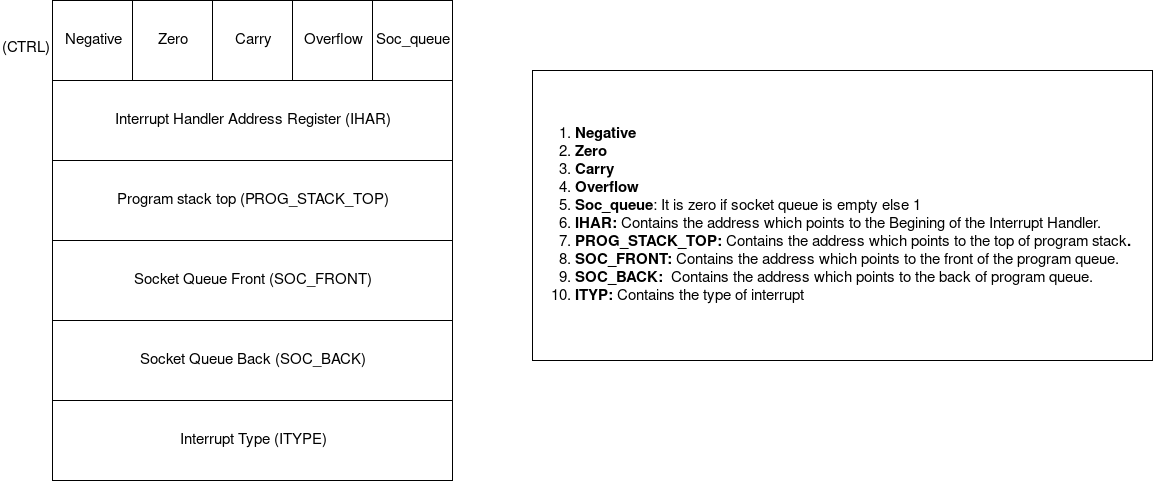 (CTRL)
Negative
Zero
Carry
Overflow
Soc_queue
Interrupt Handler Address Register (IHAR)
Program stack top (PROG_STACK_TOP)
Socket Queue Front (SOC_FRONT)
Socket Queue Back (SOC_BACK)
Interrupt Type (ITYPE)
1. Negative
2. Zero
3. Carry
4. Overflow
5. Soc_queue: It is zero if socket queue is empty else 1
6. IHAR: Contains the address which points to the Begining of the Interrupt Handler.
7. PROG_STACK_TOP: Contains the address which points to the top of program stack.
8. SOC_FRONT: Contains the address which points to the front of the program queue.
9. SOC_BACK: Contains the address which points to the back of program queue.
10. ITYP: Contains the type of interrupt